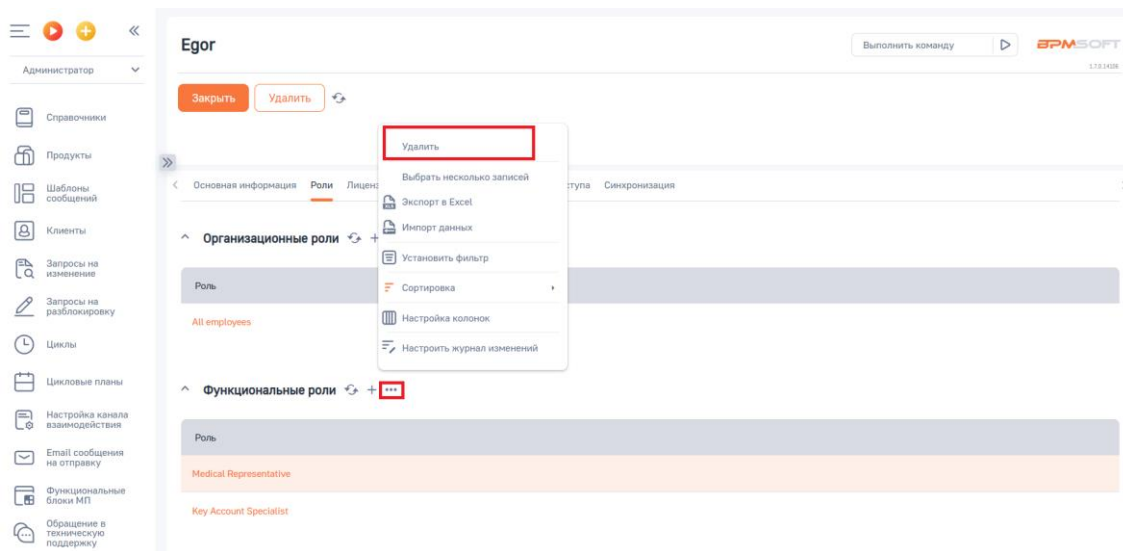 Egor
Выполнить команду
BPMSOFT
Администратор
Закрыть
Удалить
Справочники
Продукты
Шаблоны
сообщений
Клиенты
Запросы на
изменение
Запросы на
разблокировку
Циклы
Цикловые планы
Настройка канала
взаимодействия
Email сообщения
на отправку
Функциональные
блоки МП
Обращение в
техническую
поддержку
Основная информация Роли Лиценз ступа Синхронизация
Удалить
Выбрать несколько записей
Экспорт в Excel
Импорт данных
Установить фильтр
Сортировка
Настройка колонок
Настроить журнал изменений
Организационные роли
Роль
All employees
Функциональные роли
Роль
Medical Representative
Key Account Specialist